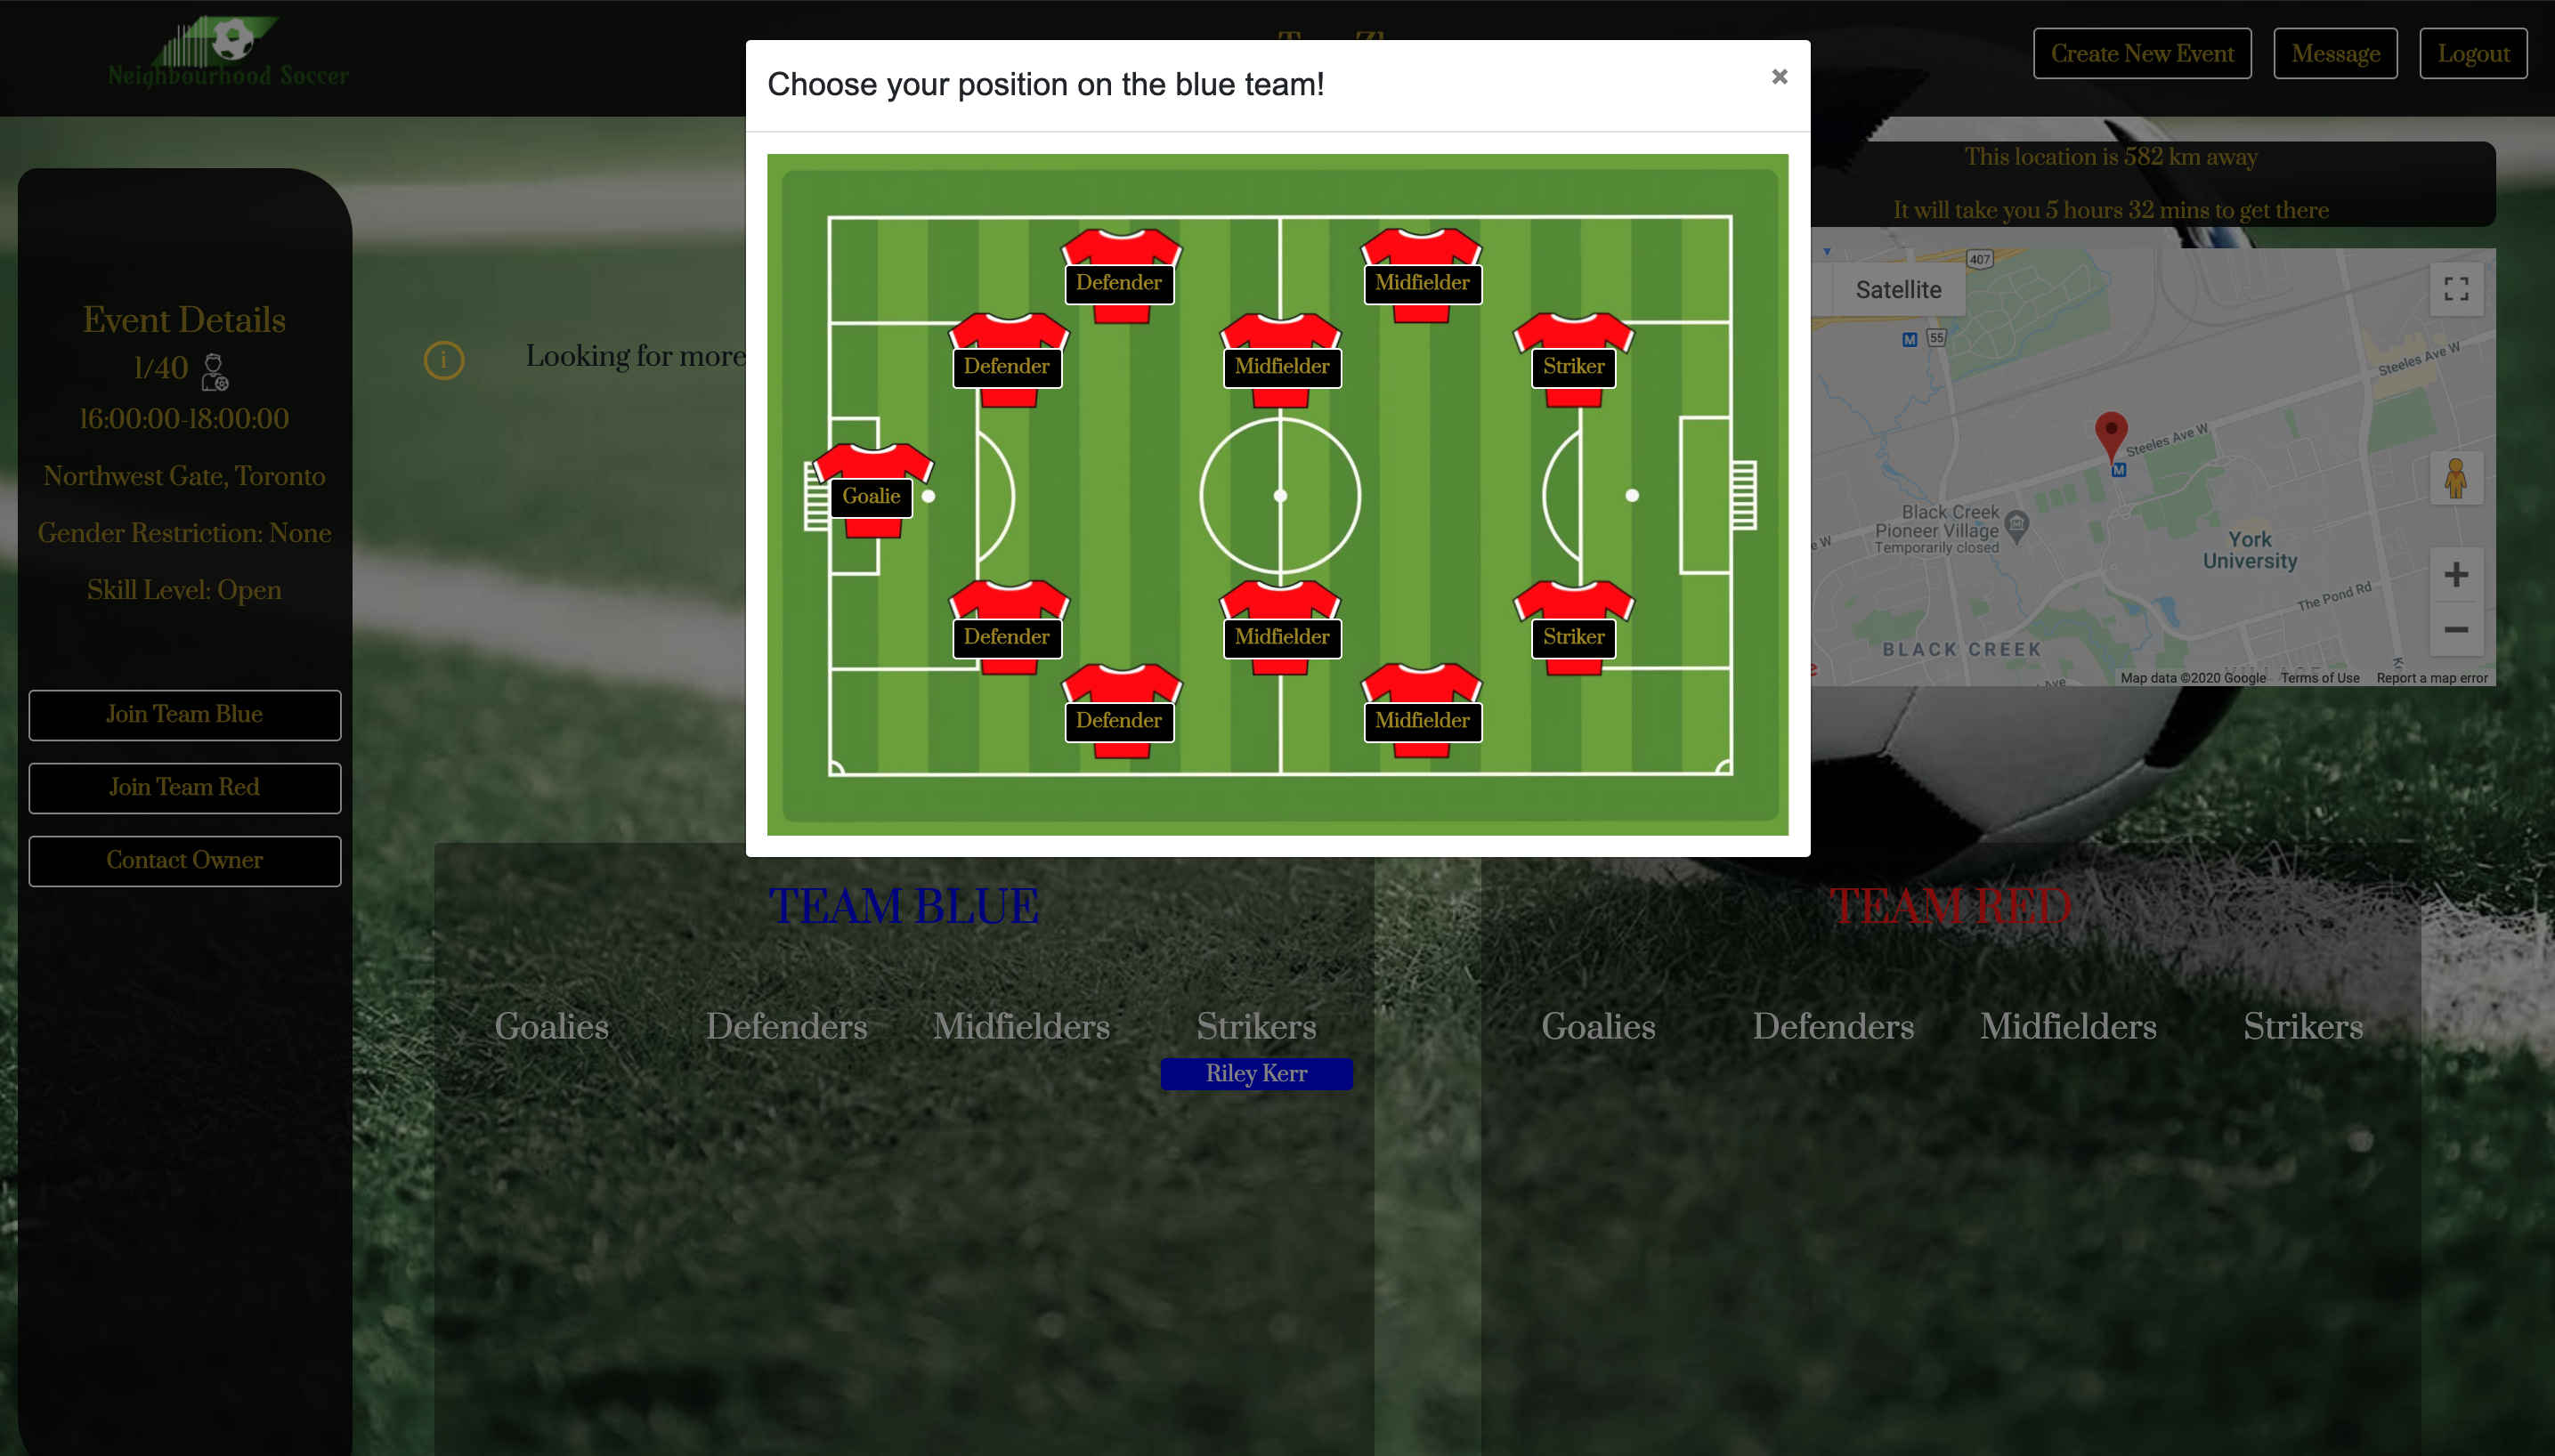 Neighbourhood Soccer
Create New Event
Message
Logout
Choose your position on the blue team!
×
Defender
Midfielder
Defender
Midfielder
Striker
Goalie
Defender
Midfielder
Striker
Defender
Midfielder
Event Details
1/40
16:00:00-18:00:00
Northwest Gate, Toronto
Gender Restriction: None
Skill Level: Open
Join Team Blue
Join Team Red
Contact Owner
i
Looking for more
This location is 582 km away
It will take you 5 hours 32 mins to get there
Satellite
407
M
55
Steeles Ave W
Steeles Ave W
M
Black Creek
Pioneer Village
Temporarily closed
e W
York
University
The Pond Rd
BLACK CREEK
VILLAGE
Ave
Map data ©2020 Google
Terms of Use
Report a map error
TEAM BLUE
Goalies
Defenders
Midfielders
Strikers
Riley Kerr
TEAM RED
Goalies
Defenders
Midfielders
Strikers